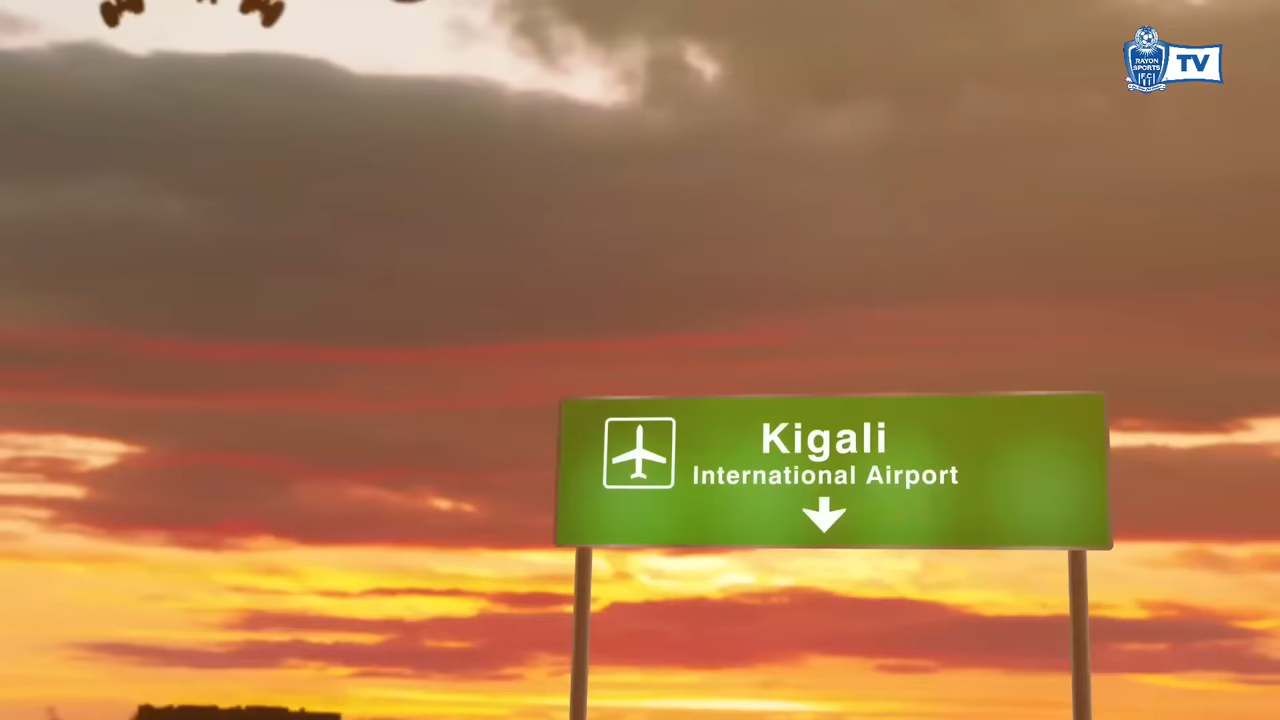 RAYON
SPORTS
F.C
TV
Kigali
International Airport